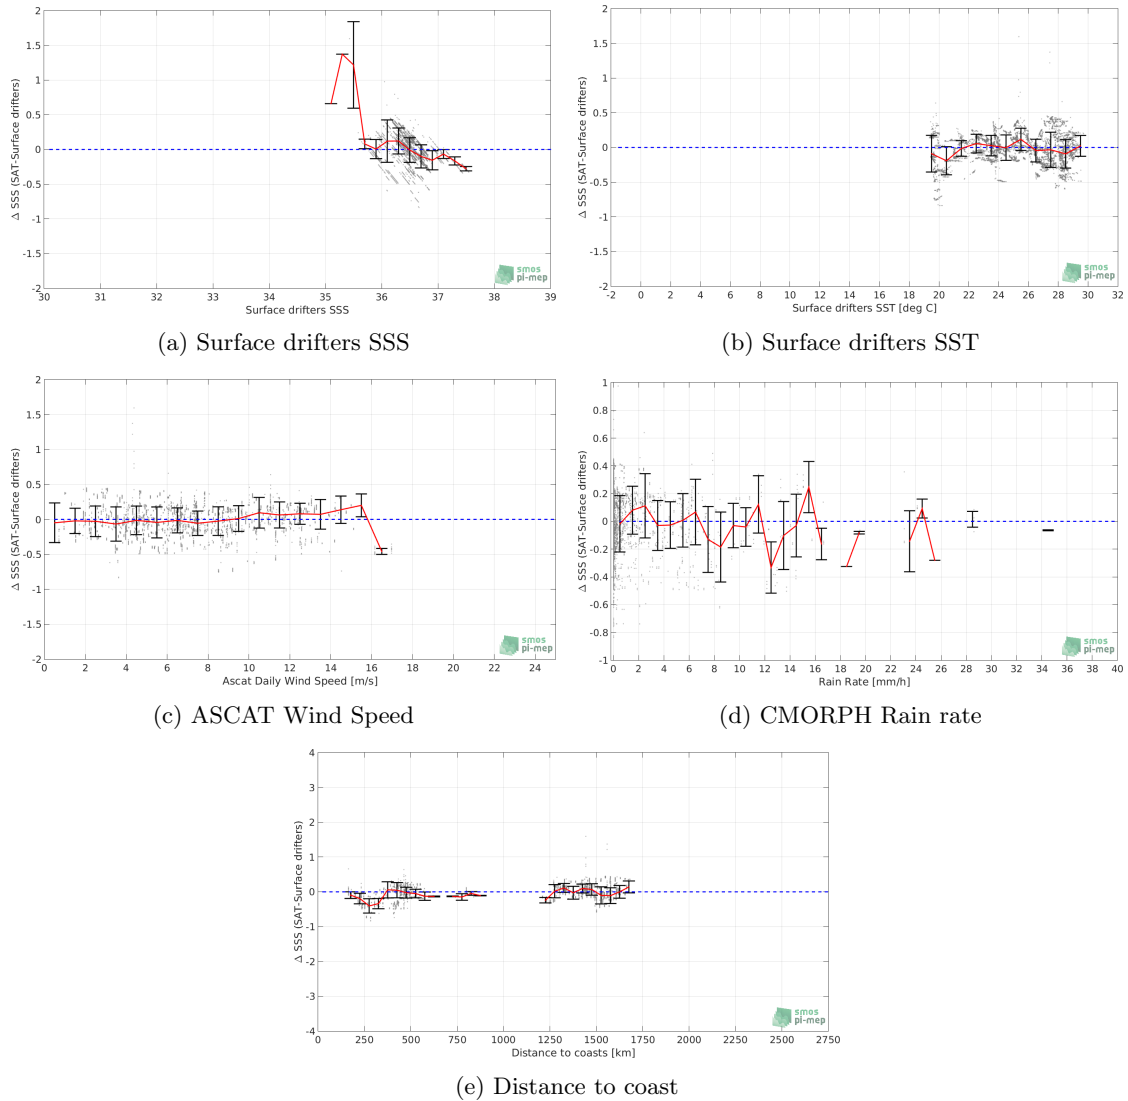 2
1.5
1
0.5
0
-0.5
-1
-1.5
-2
Δ SSS (SAT-Surface drifters)
30 31 32 33 34 35 36 37 38 39
Surface drifters SSS
smos
pi-mep
(a) Surface drifters SSS
2
1.5
1
0.5
0
-0.5
-1
-1.5
-2
Δ SSS (SAT-Surface drifters)
-2 0 2 4 6 8 10 12 14 16 18 20 22 24 26 28 30 32
Surface drifters SST [deg C]
smos
pi-mep
(b) Surface drifters SST
2
1.5
1
0.5
0
-0.5
-1
-1.5
-2
Δ SSS (SAT-Surface drifters)
0 2 4 6 8 10 12 14 16 18 20 22 24
Ascat Daily Wind Speed [m/s]
smos
pi-mep
(c) ASCAT Wind Speed
1
0.8
0.6
0.4
0.2
0
-0.2
-0.4
-0.6
-0.8
-1
Δ SSS (SAT-Surface drifters)
0 2 4 6 8 10 12 14 16 18 20 22 24 26 28 30 32 34 36 38 40
Rain Rate [mm/h]
smos
pi-mep
(d) CMORPH Rain rate
4
3
2
1
0
-1
-2
-3
-4
Δ SSS (SAT-Surface drifters)
0 250 500 750 1000 1250 1500 1750 2000 2250 2500 2750
Distance to coasts [km]
smos
pi-mep
(e) Distance to coast